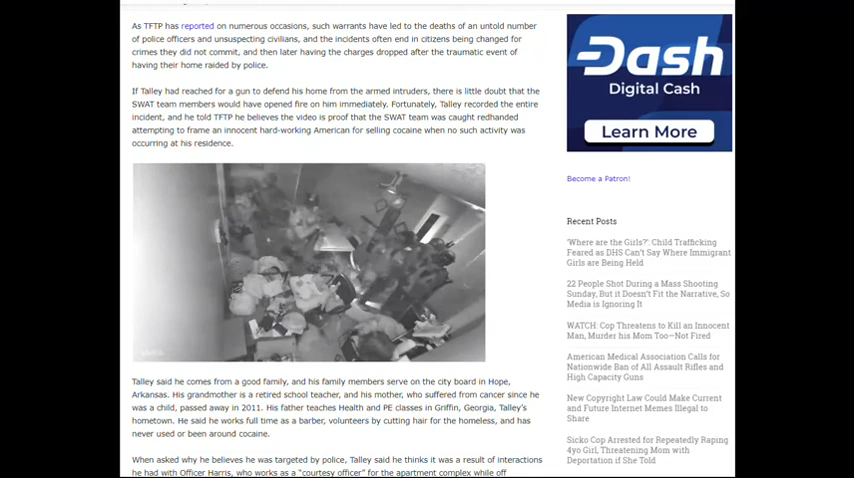 As TFTP has reported on numerous occasions, such warrants have led to the deaths of an untold number
of police officers and unsuspecting civilians, and the incidents often end in citizens being changed for
crimes they did not commit, and then later having the charges dropped after the traumatic event of
having their home raided by police.
If Talley had reached for a gun to defend his home from the armed intruders, there is little doubt that the
SWAT team members would have opened fire on him immediately. Fortunately, Talley recorded the entire
incident, and he told TFTP he believes the video is proof that the SWAT team was caught redhanded
attempting to frame an innocent hard-working American for selling cocaine when no such activity was
occurring at his residence.
Talley said he comes from a good family, and his family members serve on the city board in Hope,
Arkansas. His grandmother is a retired school teacher, and his mother, who suffered from cancer since he
was a child, passed away in 2011. His father teaches Health and PE classes in Griffin, Georgia, Talley's
hometown. He said he works full time as a barber, volunteers by cutting hair for the homeless, and has
never used or been around cocaine.
When asked why he believes he was targeted by police, Talley said he thinks it was a result of interactions
he had with Officer Harris, who works as a "courtesy officer" for the apartment complex while off
Dash
Digital Cash
Learn More
Become a Patron!
Recent Posts
'Where are the Girls?': Child Trafficking
Feared as DHS Can't Say Where Immigrant
Girls are Being Held
22 People Shot During a Mass Shooting
Sunday, But it Doesn't Fit the Narrative, So
Media is Ignoring It
WATCH: Cop Threatens to Kill an Innocent
Man, Murder his Mom Too—Not Fired
American Medical Association Calls for
Nationwide Ban of All Assault Rifles and
High Capacity Guns
New Copyright Law Could Make Current
and Future Internet Memes Illegal to
Share
Sicko Cop Arrested for Repeatedly Raping
4yo Girl, Threatening Mom with
Deportation if She Told